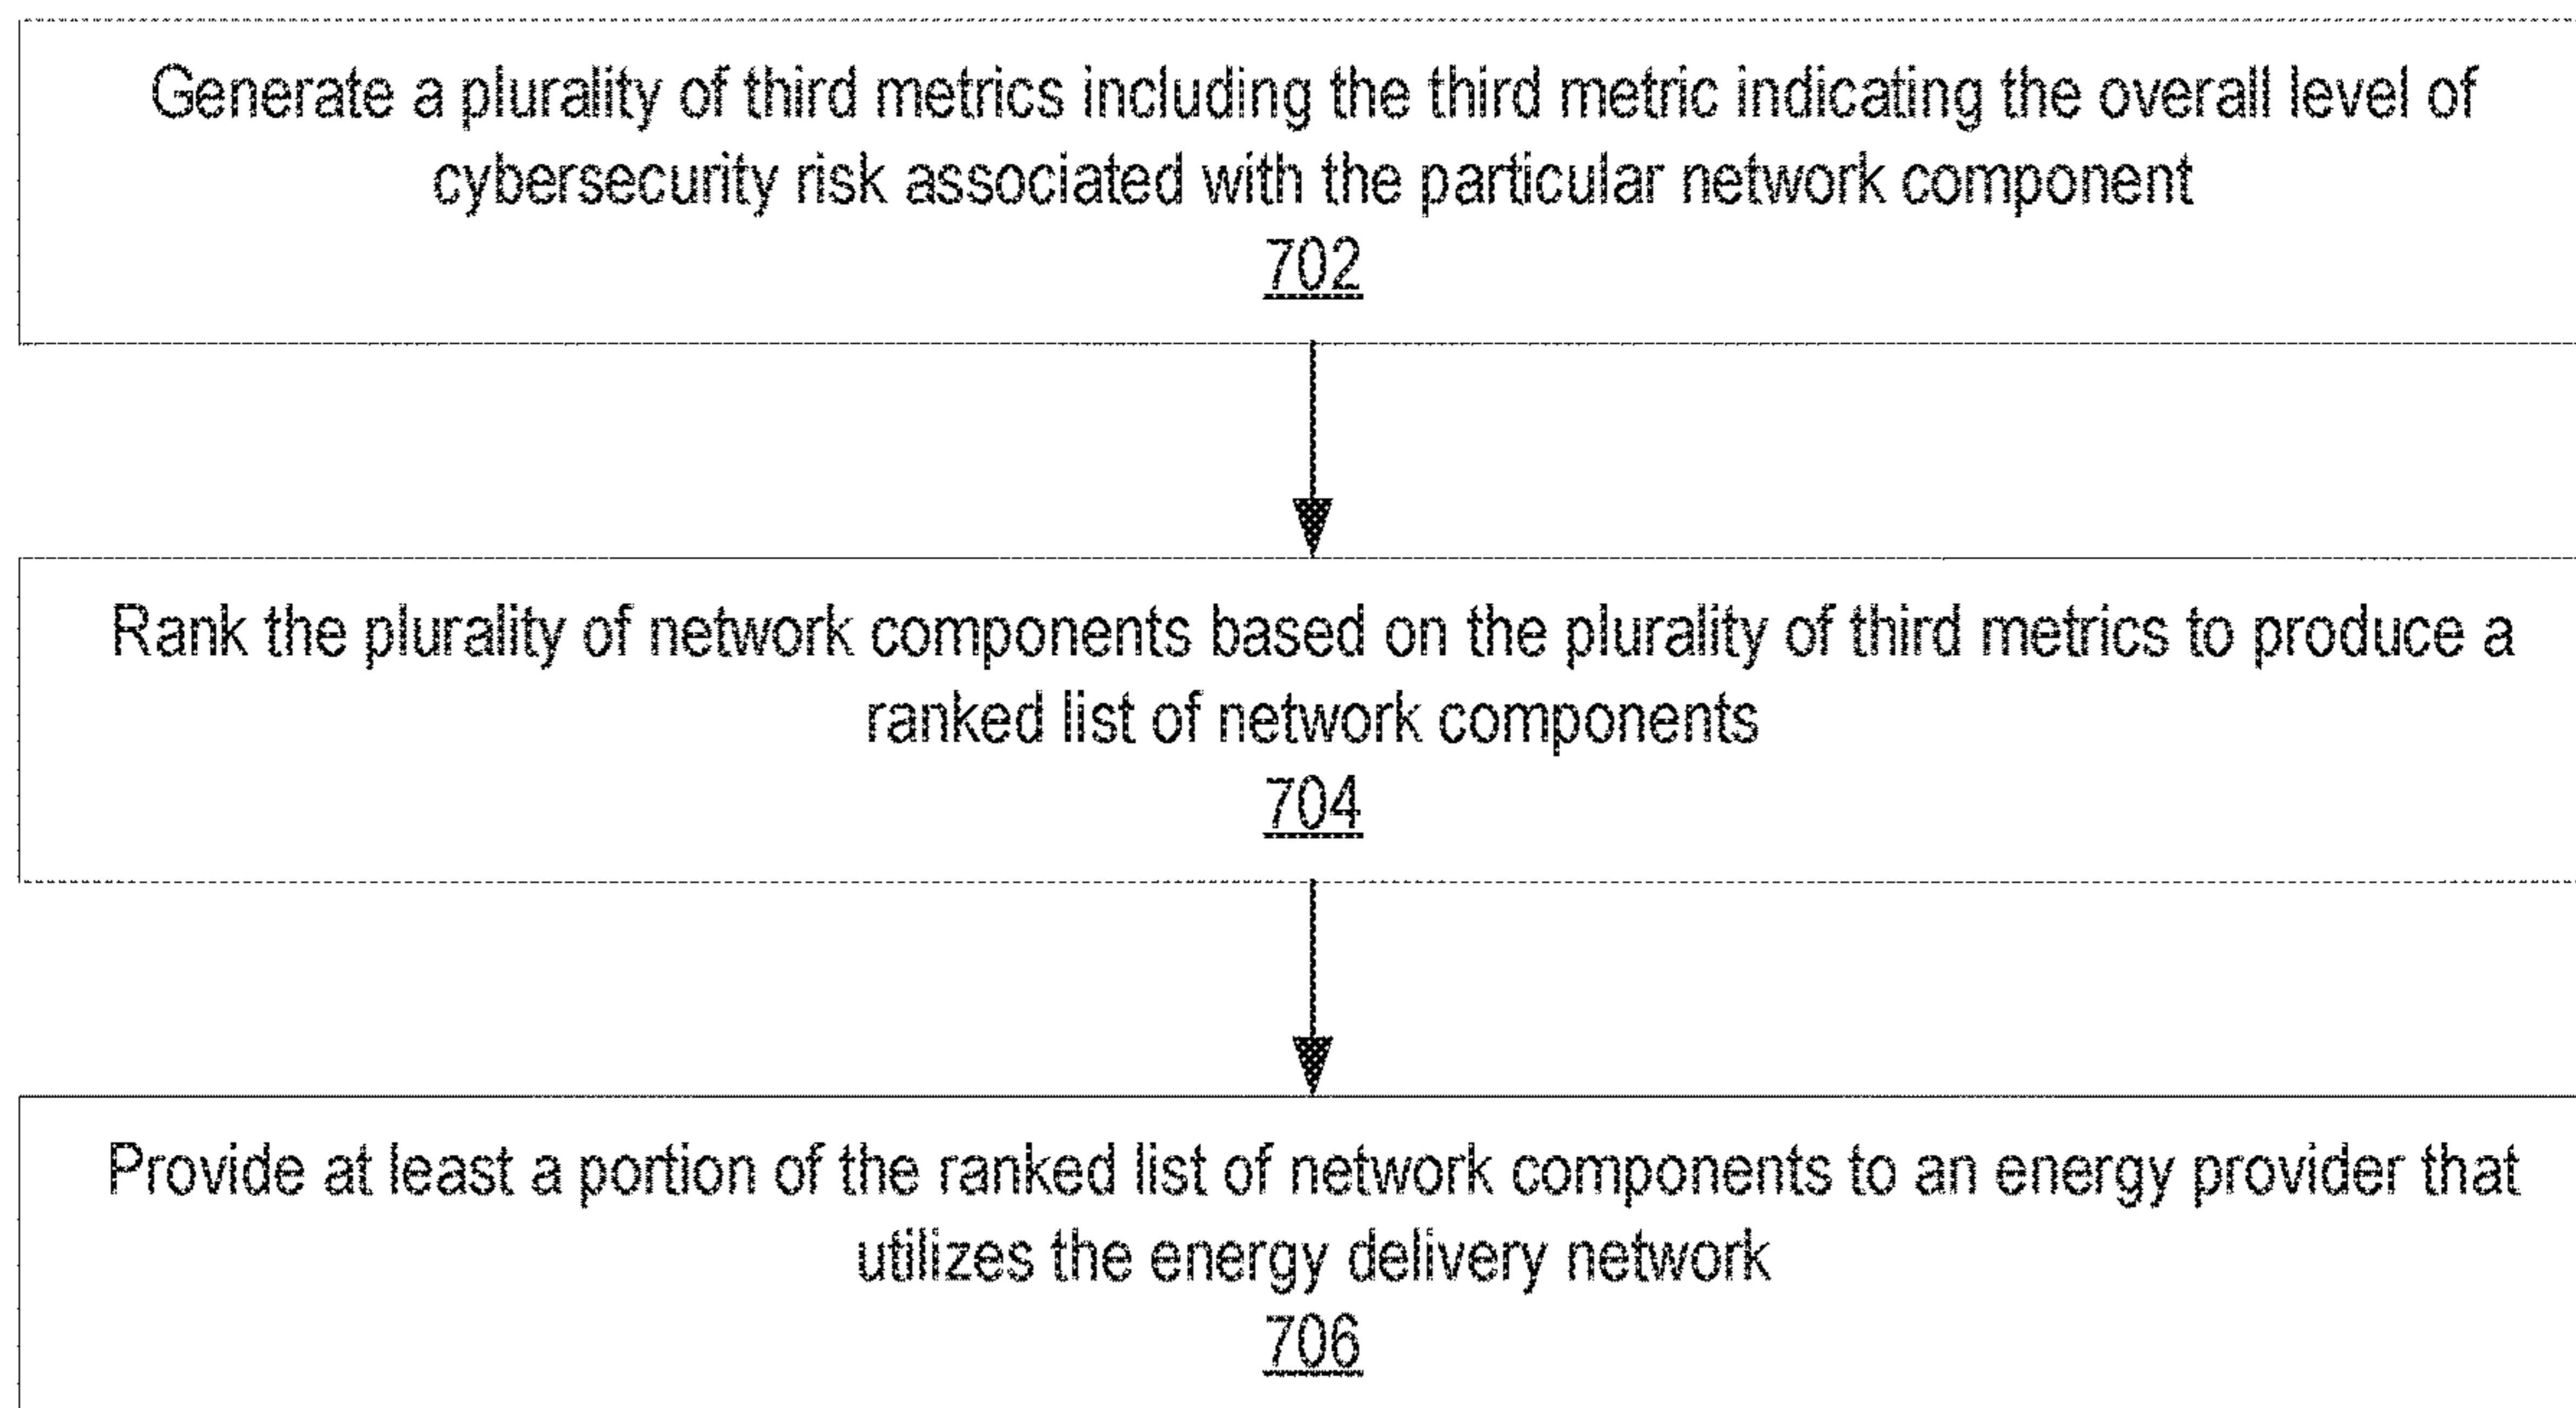 Generate a plurality of third metrics including the third metric indicating the overall level of
cybersecurity risk associated with the particular network component
702
Rank the plurality of network components based on the plurality of third metrics to produce a
ranked list of network components
704
Provide at least a portion of the ranked list of network components to an energy provider that
utilizes the energy delivery network
706